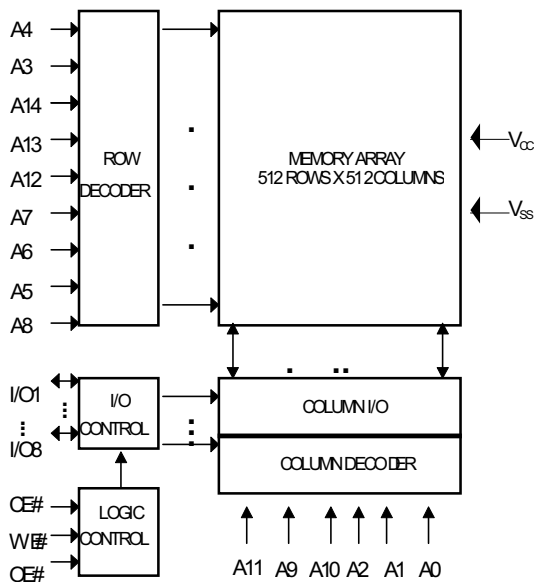 A4
A3
A14
A13
A12
A7
A6
A5
A8
ROW
DECODER
MEMORY ARRAY
512 ROWS X 512 COLUMNS
VCC
VSS
I/O1
I/O8
I/O
CONTROL
COLUMN I/O
COLUMN DECODER
OE#
WE#
OE#
LOGIC
CONTROL
A11 A9 A10 A2 A1 A0